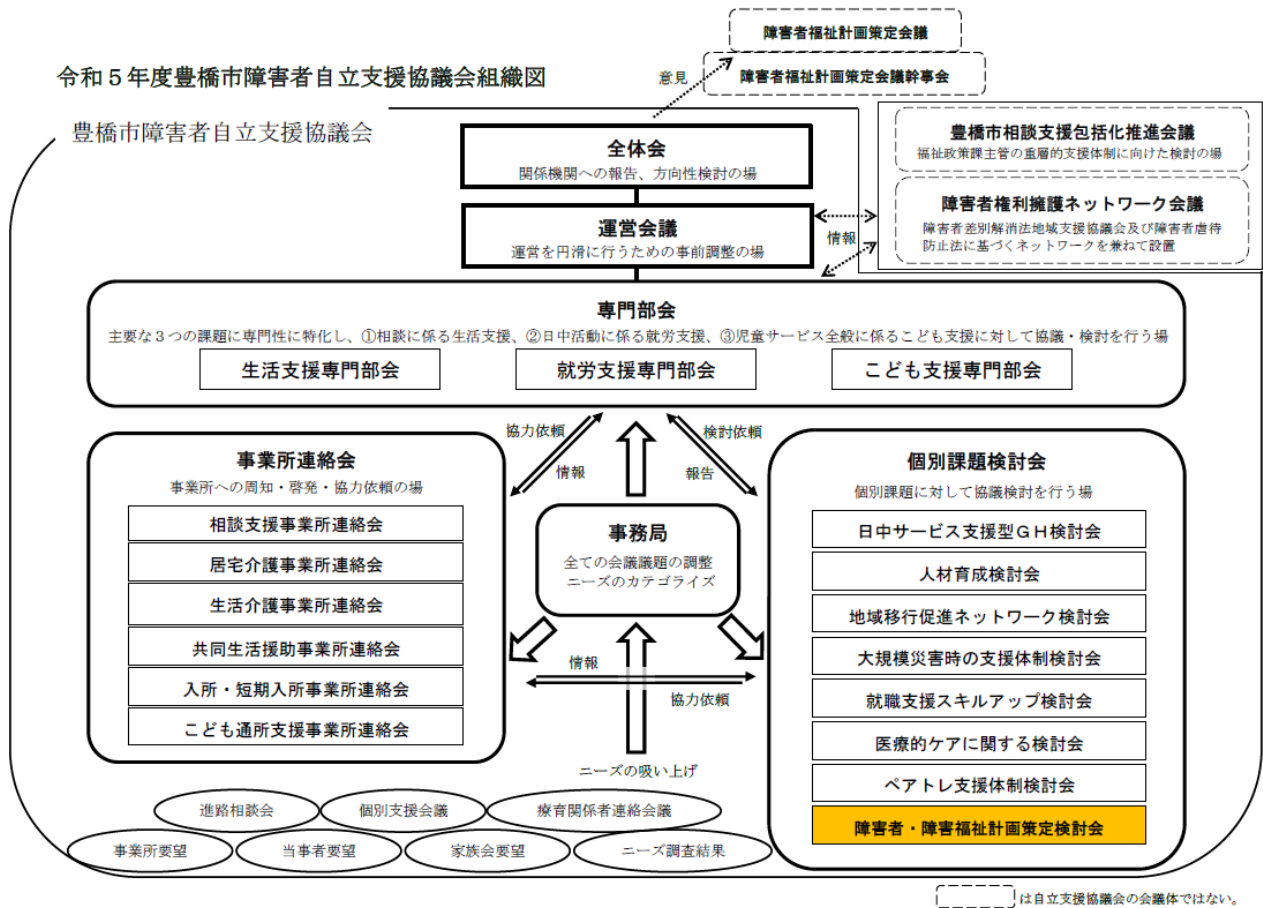 障害者福祉計画策定会議
令和５年度豊橋市障害者自立支援協議会組織図
意見
障害者福祉計画策定会議幹事会
豊橋市障害者自立支援協議会
全体会
関係機関への報告、方向性検討の場
豊橋市相談支援包括化推進会議
福祉政策課主管の重層的支援体制に向けた検討の場
運営会議
運営を円滑に行うための事前調整の場
情報
障害者権利擁護ネットワーク会議
障害者差別解消法地域支援協議会及び障害者虐待
防止法に基づくネットワークを兼ねて設置
専門部会
主要な３つの課題に専門性に特化し、①相談に係る生活支援、②日中活動に係る就労支援、③児童サービス全般に係るこども支援に対して協議・検討を行う場
生活支援専門部会
就労支援専門部会
こども支援専門部会
協力依頼
情報
検討依頼
報告
事業所連絡会
事業所への周知・啓発・協力依頼の場
相談支援事業所連絡会
居宅介護事業所連絡会
生活介護事業所連絡会
共同生活援助事業所連絡会
入所・短期入所事業所連絡会
こども通所支援事業所連絡会
事務局
全ての会議議題の調整
ニーズのカテゴライズ
情報
協力依頼
ニーズの吸い上げ
個別課題検討会
個別課題に対して協議検討を行う場
日中サービス支援型ＧＨ検討会
人材育成検討会
地域移行促進ネットワーク検討会
大規模災害時の支援体制検討会
就職支援スキルアップ検討会
医療的ケアに関する検討会
ペアトレ支援体制検討会
障害者・障害福祉計画策定検討会
進路相談会
個別支援会議
療育関係者連絡会議
事業所要望
当事者要望
家族会要望
ニーズ調査結果
は自立支援協議会の会議体ではない。